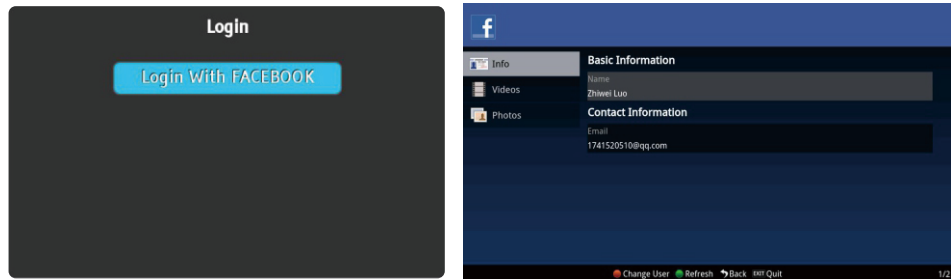 Login
Login With FACEBOOK
f
Info
Videos
Photos
Basic Information
Name
Zhiwei Luo
Contact Information
Email
1741520510@qq.com
Change User Refresh Back EXIT Quit
1/2